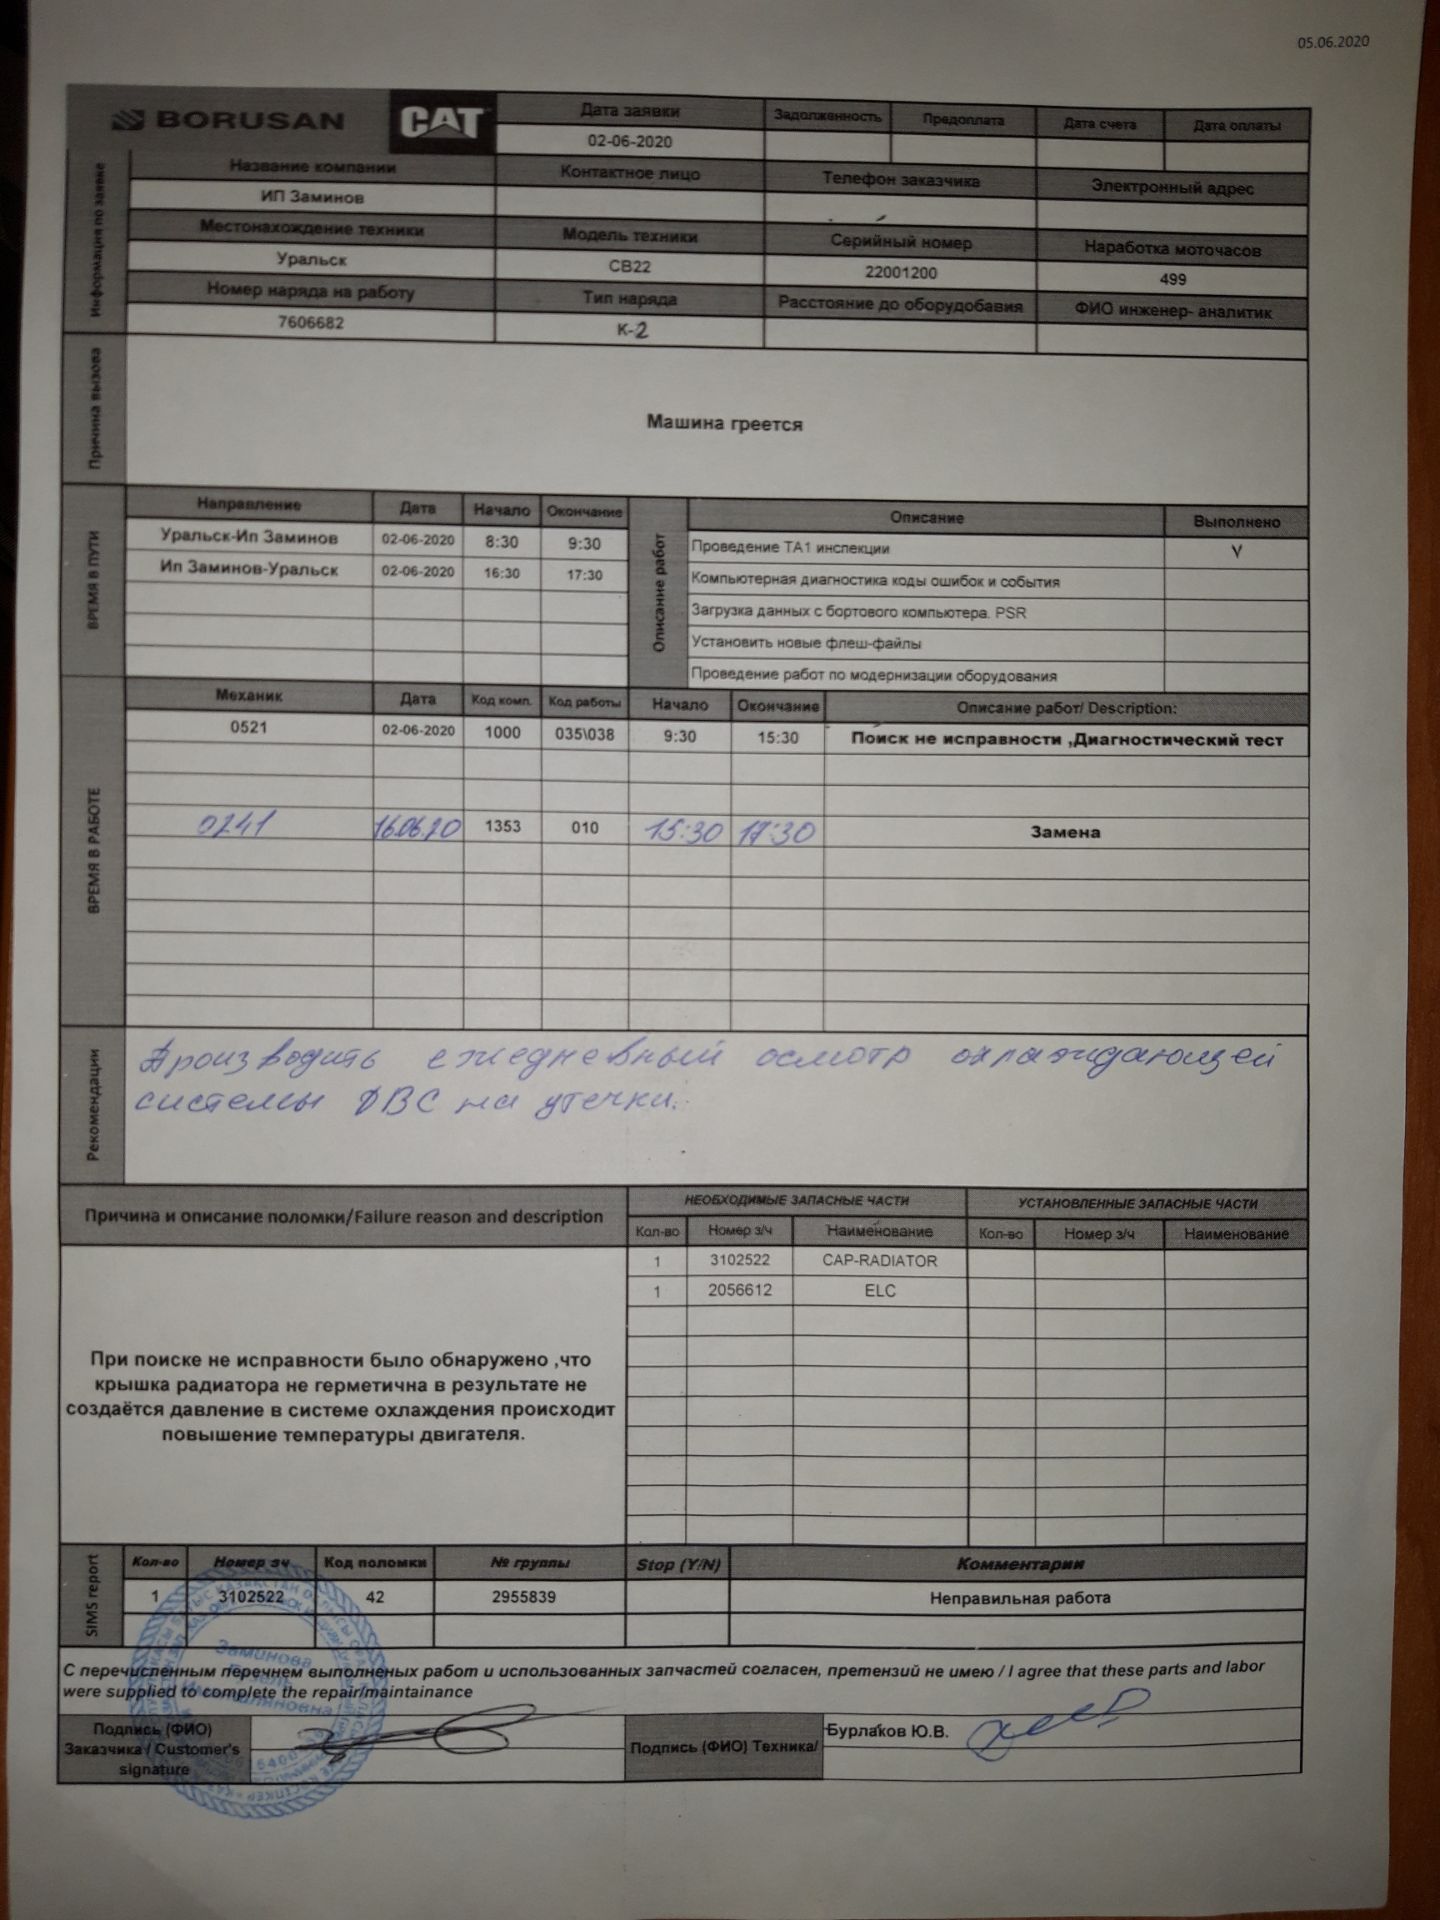 05.06.2020
BORUSAN CAT
Дата заявки Задолженность Предоплата Дата счета Дата оплаты
02-06-2020
Информация по заявке
Название компании Контактное лицо Телефон заказчика Электронный адрес
ИП Заминов
Местонахождение техники Модель техники Серийный номер Наработка моточасов
Уральск CB22 22001200 499
Номер наряда на работу Тип наряда Расстояние до оборудобавия ФИО инженер- аналитик
7606682 К-2
Причина вызова
Машина греется
ВРЕМЯ В ПУТИ
Направление Дата Начало Окончание
Уральск-Ип Заминов 02-06-2020 8:30 9:30
Ип Заминов-Уральск 02-06-2020 16:30 17:30
Описание работ
Описание Выполнено
Проведение ТА1 инспекции V
Компьютерная диагностика коды ошибок и события
Загрузка данных с бортового компьютера. PSR
Установить новые флеш-файлы
Проведение работ по модернизации оборудования
ВРЕМЯ В РАБОТЕ
Механик Дата Код комп. Код работы Начало Окончание Описание работ/ Description:
0521 02-06-2020 1000 035\038 9:30 15:30 Поиск не исправности ,Диагностический тест
0241 16.06.20 1353 010 15:30 17:30 Замена
Рекомендации
Производить ежедневный осмотр охлаждающей
системы ДВС на утечки.
Причина и описание поломки/Failure reason and description
НЕОБХОДИМЫЕ ЗАПАСНЫЕ ЧАСТИ УСТАНОВЛЕННЫЕ ЗАПАСНЫЕ ЧАСТИ
Кол-во Номер з/ч Наименование Кол-во Номер з/ч Наименование
1 3102522 CAP-RADIATOR
1 2056612 ELC
При поиске не исправности было обнаружено ,что
крышка радиатора не герметична в результате не
создаётся давление в системе охлаждения происходит
повышение температуры двигателя.
SIMS report
Кол-во Номер зч Код поломки № группы Stop (Y/N) Комментарии
1 3102522 42 2955839 Неправильная работа
Заминова
С перечисленным перечнем выполненых работ и использованных запчастей согласен, претензий не имею / I agree that these parts and labor
were supplied to complete the repair/maintainance
Подпись (ФИО)
Заказчика / Customer's
signature
Подпись (ФИО) Техника/
Бурлаков Ю.В.